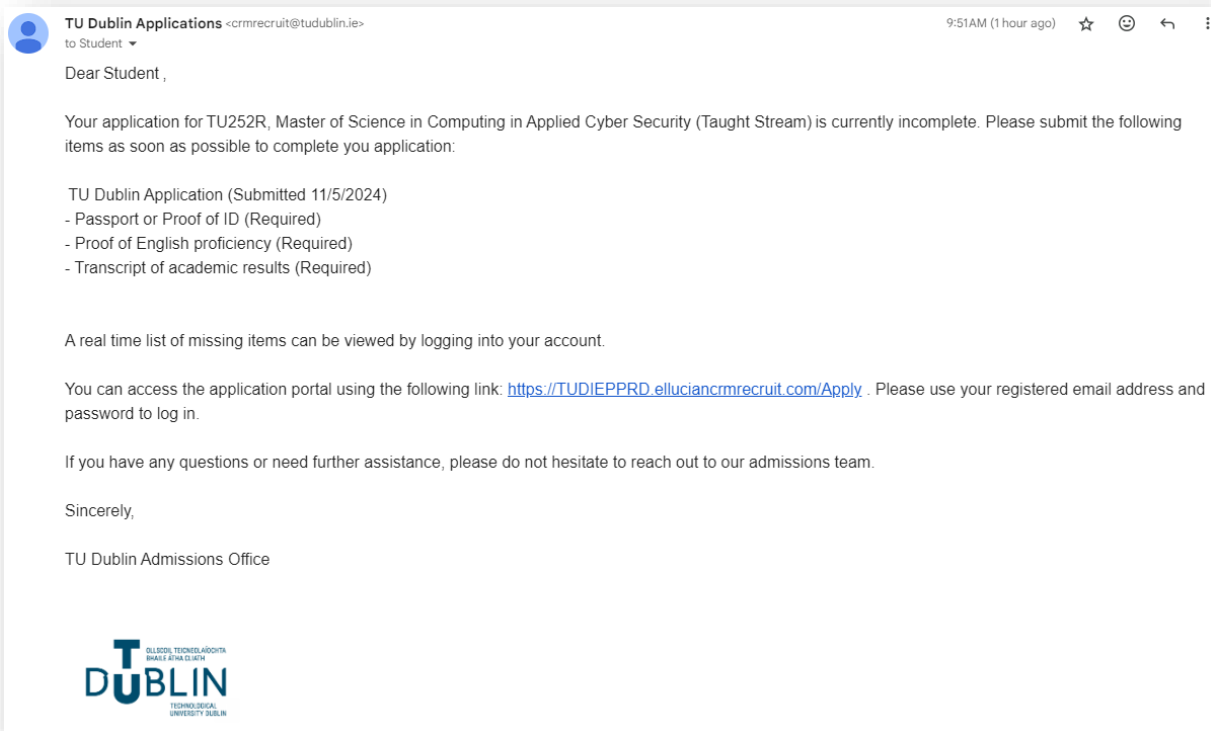 TU Dublin Applications <crmrecruit@tudublin.ie>
9:51AM (1 hour ago)
to Student
Dear Student ,
Your application for TU252R, Master of Science in Computing in Applied Cyber Security (Taught Stream) is currently incomplete. Please submit the following
items as soon as possible to complete you application:
TU Dublin Application (Submitted 11/5/2024)
- Passport or Proof of ID (Required)
- Proof of English proficiency (Required)
- Transcript of academic results (Required)
A real time list of missing items can be viewed by logging into your account.
You can access the application portal using the following link: https://TUDIEPPRD.elluciancrmrecruit.com/Apply . Please use your registered email address and
password to log in.
If you have any questions or need further assistance, please do not hesitate to reach out to our admissions team.
Sincerely,
TU Dublin Admissions Office
OLLSCOIL TEICNEOLAÍOCHTA
BHAILE ÁTHA CLIATH
TU DUBLIN
TECHNOLOGICAL
UNIVERSITY DUBLIN